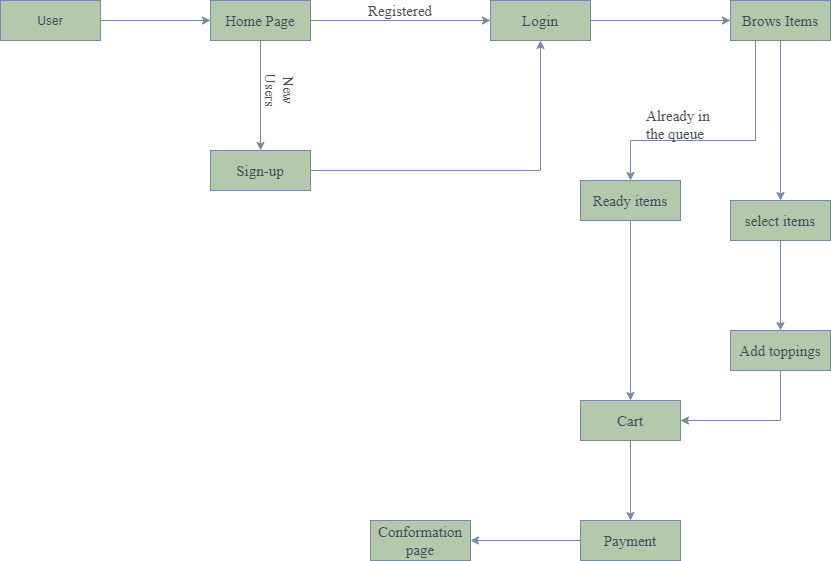 User
Home Page
Registered
Login
Brows Items
New
Users
Already in
the queue
Sign-up
Ready items
select items
Add toppings
Cart
Conformation
page
Payment